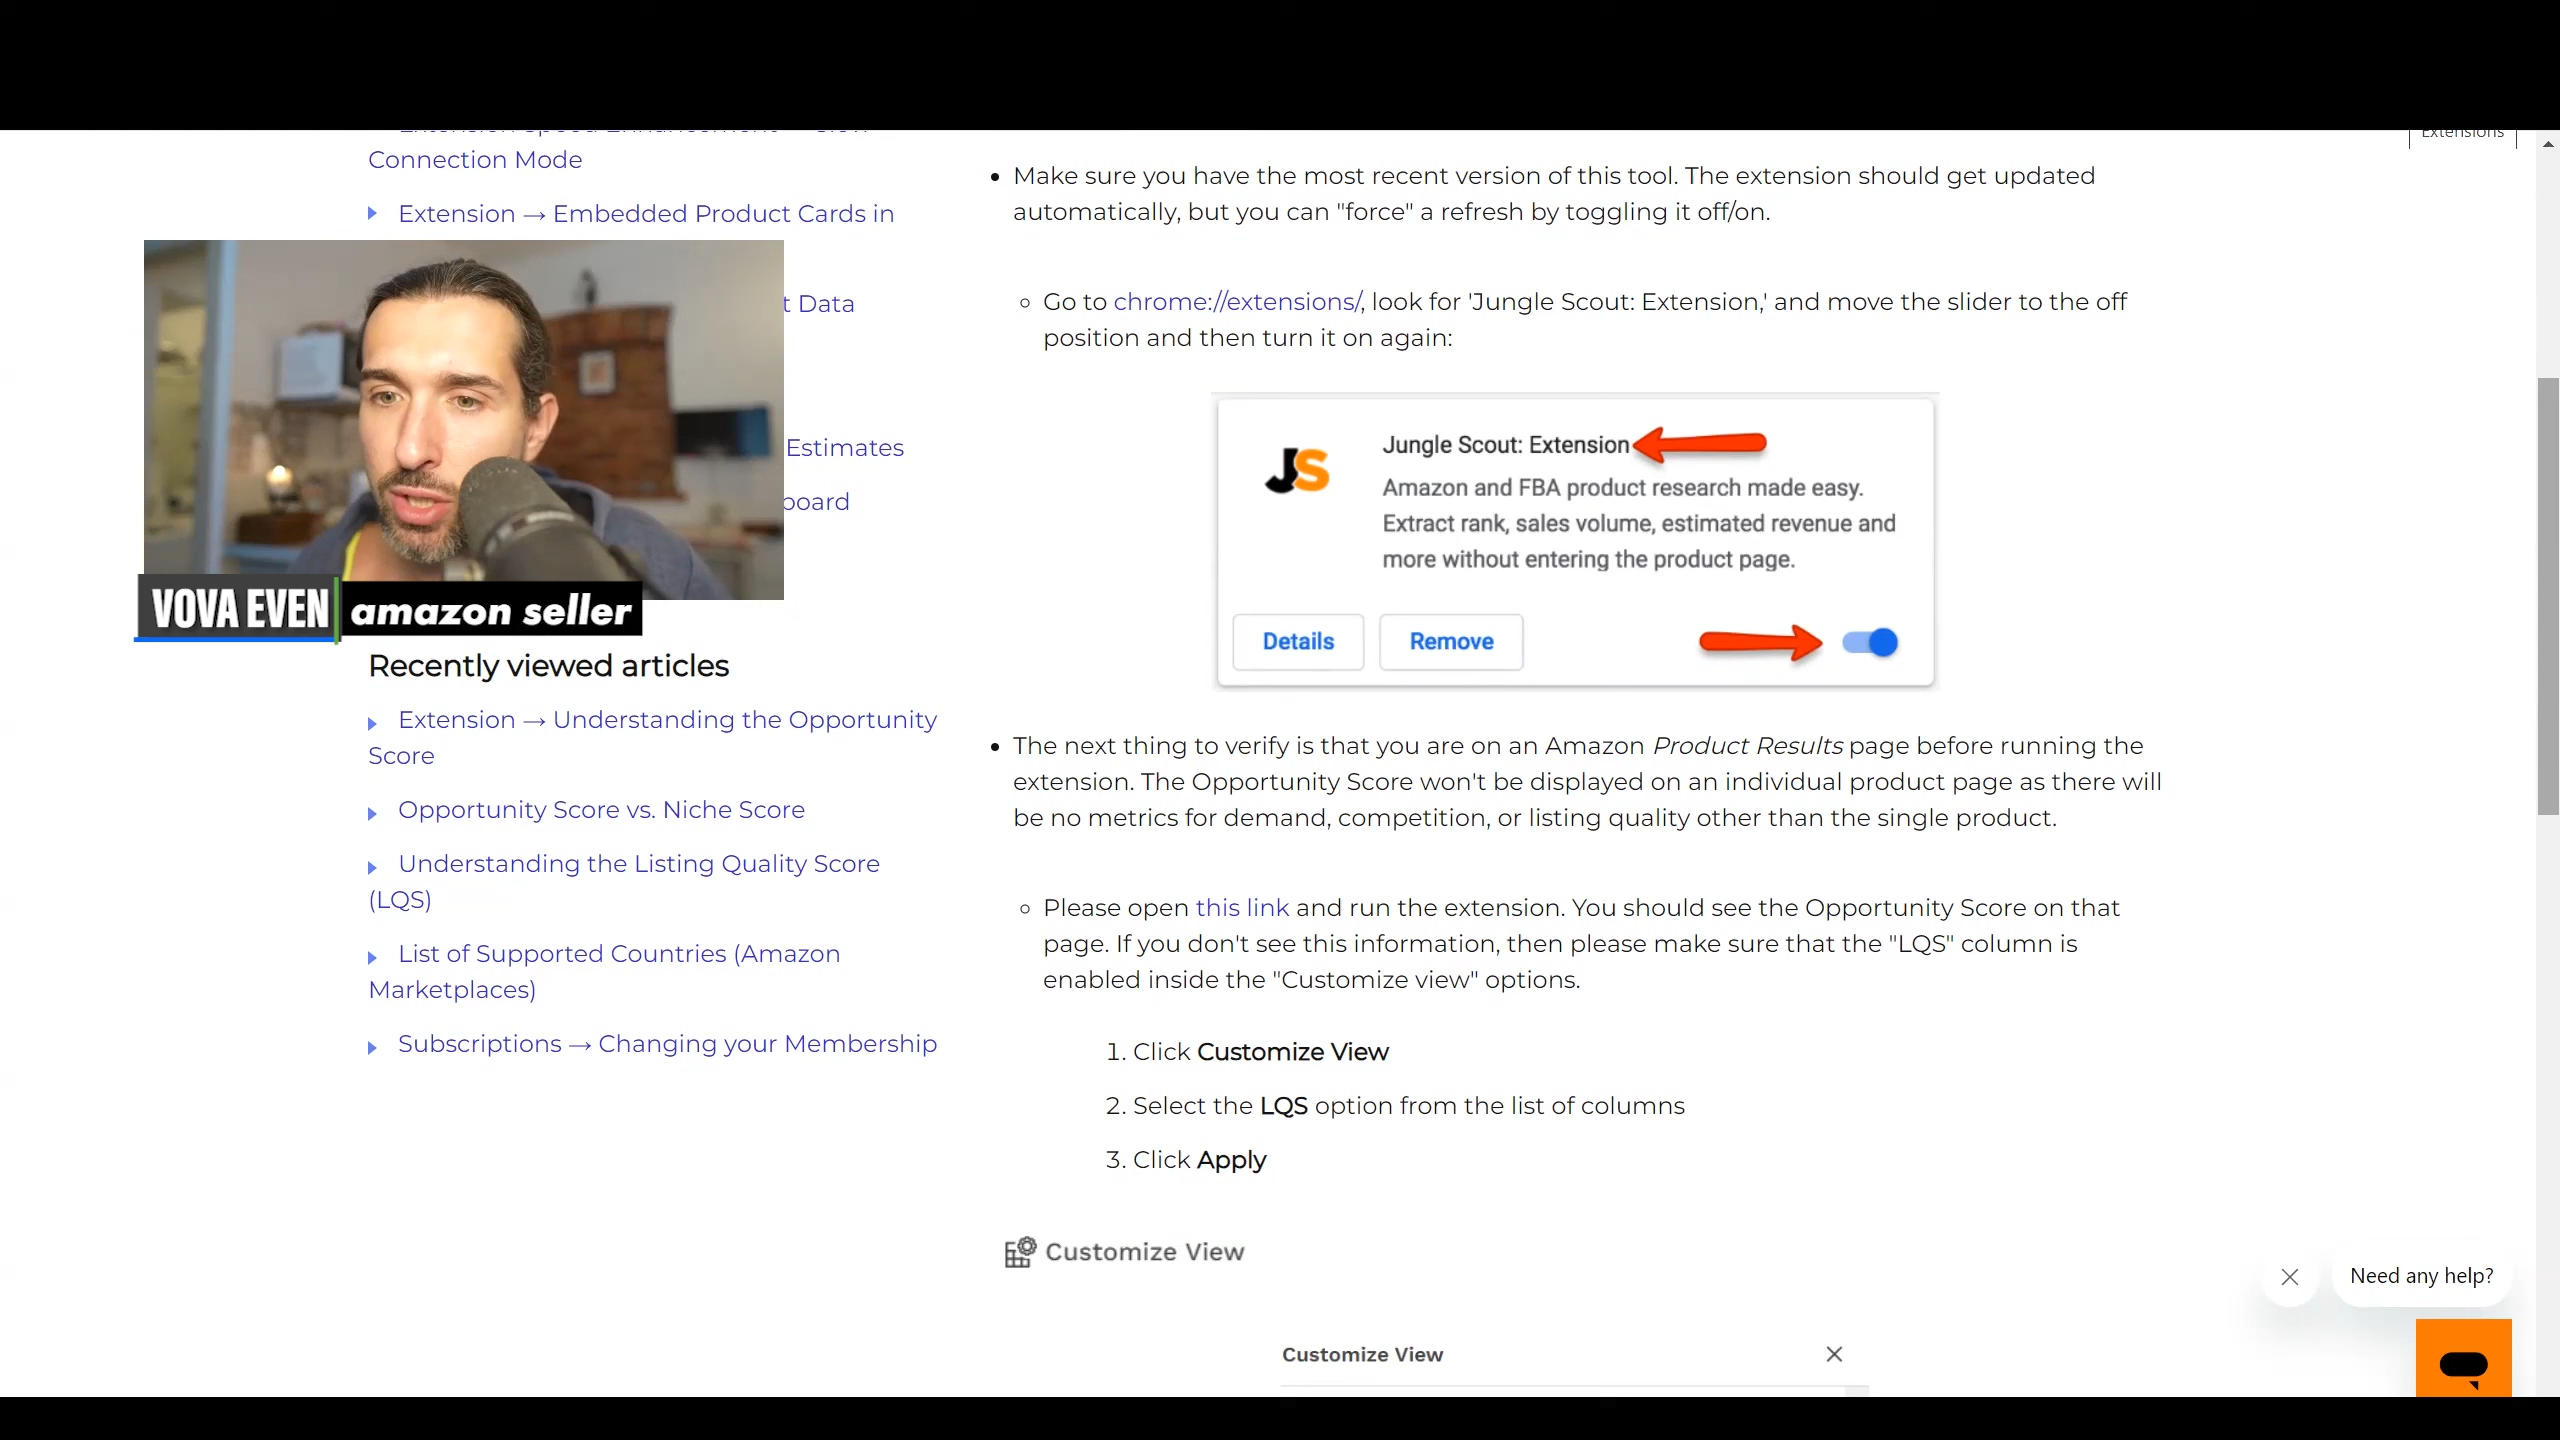 Extensions
Connection Mode
Extension → Embedded Product Cards in
t Data
Estimates
board
VOVA EVEN
amazon seller
Recently viewed articles
Extension → Understanding the Opportunity
Score
Opportunity Score vs. Niche Score
Understanding the Listing Quality Score
(LQS)
List of Supported Countries (Amazon
Marketplaces)
Subscriptions → Changing your Membership
• Make sure you have the most recent version of this tool. The extension should get updated
automatically, but you can "force" a refresh by toggling it off/on.
Go to chrome://extensions/, look for 'Jungle Scout: Extension,' and move the slider to the off
position and then turn it on again:
JS
Jungle Scout: Extension
Amazon and FBA product research made easy.
Extract rank, sales volume, estimated revenue and
more without entering the product page.
Details
Remove
• The next thing to verify is that you are on an Amazon Product Results page before running the
extension. The Opportunity Score won't be displayed on an individual product page as there will
be no metrics for demand, competition, or listing quality other than the single product.
Please open this link and run the extension. You should see the Opportunity Score on that
page. If you don't see this information, then please make sure that the "LQS" column is
enabled inside the "Customize view" options.
1. Click Customize View
2. Select the LQS option from the list of columns
3. Click Apply
Customize View
Customize View
Need any help?